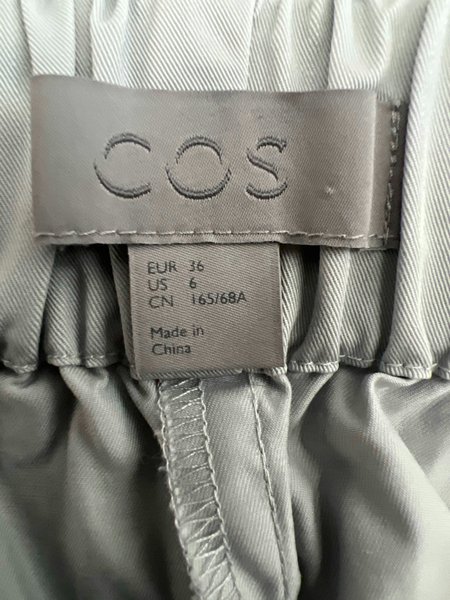 COS
EUR 36
US 6
CN 165/68A
Made in
China